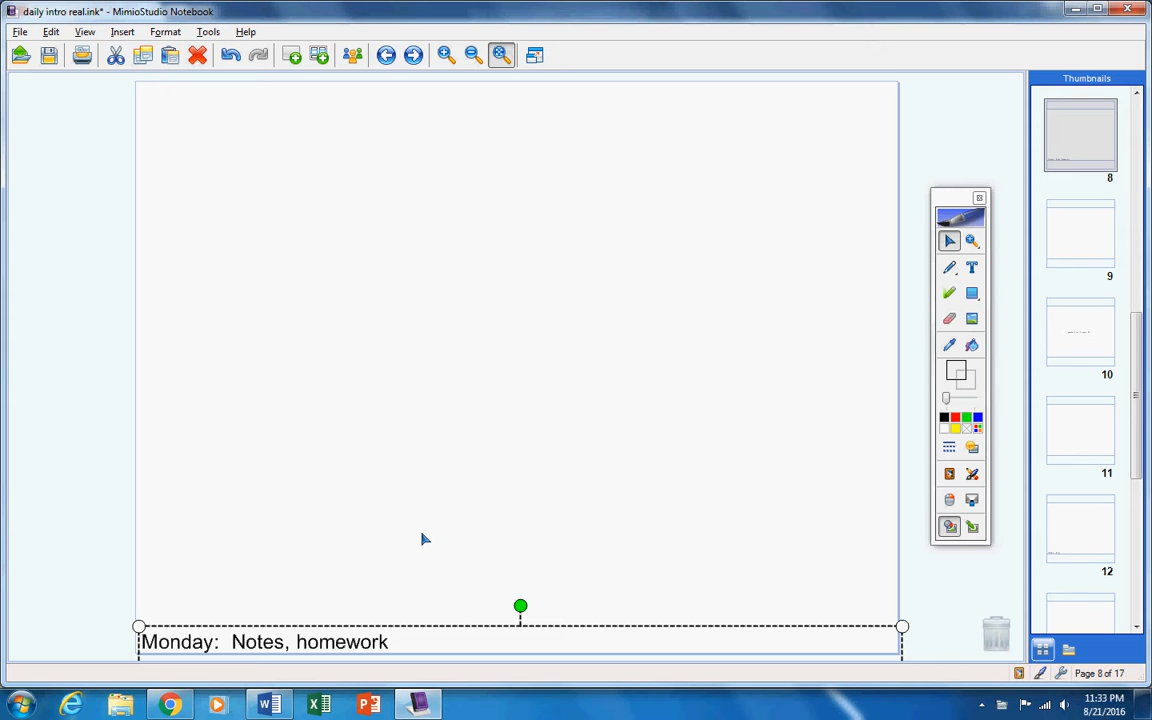 daily intro real.ink* - MimioStudio Notebook
File Edit View Insert Format Tools Help
Thumbnails
8
9
10
11
12
Monday:  Notes, homework
Page 8 of 17
11:33 PM
8/21/2016